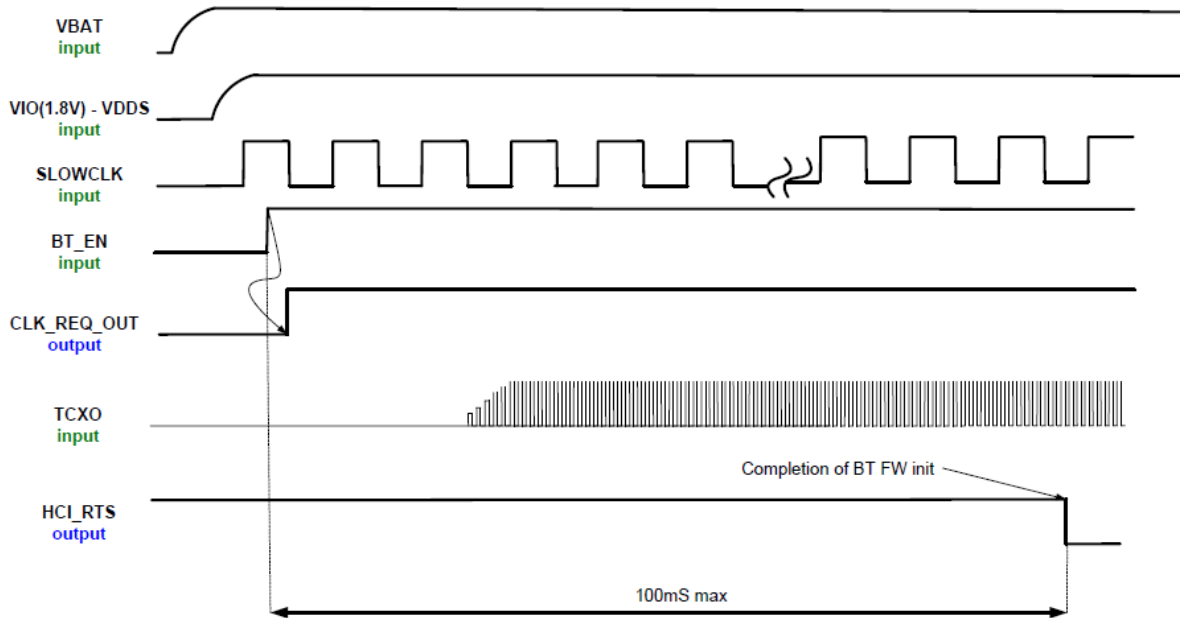 VBAT
input
VIO(1.8V) - VDDS
input
SLOWCLK
input
BT_EN
input
CLK_REQ_OUT
output
TCXO
input
Completion of BT FW init
HCI_RTS
output
100mS max